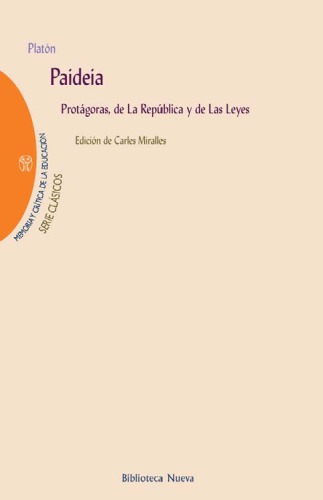 Platón
Paideia
Protágoras, de La República y de Las Leyes
Edición de Carles Miralles
MEMORIA Y CRÍTICA DE LA EDUCACIÓN
SERIE CLÁSICOS
Biblioteca Nueva